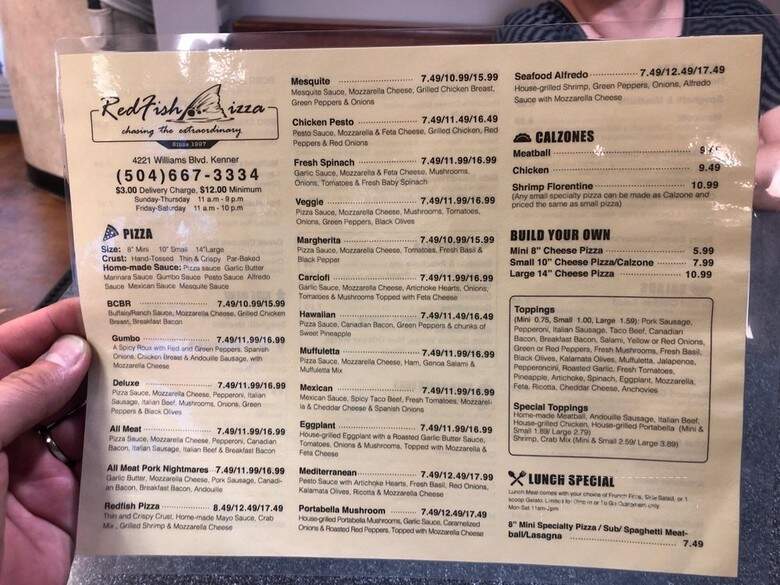 RedFish Pizza
chasing the extraordinary
Since 1997
4221 Williams Blvd. Kenner
(504)667-3334
$3.00 Delivery Charge, $12.00 Minimum
Sunday-Thursday 11 a.m - 9 p.m
Friday-Saturday 11 a.m - 10 p.m
PIZZA
Size: 8" Mini 10" Small 14"Large
Crust: Hand-Tossed Thin & Crispy Par-Baked
Home-made Sauce: Pizza sauce Garlic Butter
Marinara Sauce Gumbo Sauce Pesto Sauce Alfredo
Sauce Mexican Sauce Mesquite Sauce
BCBR 7.49/10.99/15.99
Buffalo/Ranch Sauce, Mozzarella Cheese, Grilled Chicken
Breast, Breakfast Bacon
Gumbo 7.49/11.99/16.99
A Spicy Roux with Red and Green Peppers, Spanish
Onions, Chicken Breast & Andouille Sausage, with
Mozzarella Cheese
Deluxe 7.49/11.99/16.99
Pizza Sauce, Mozzarella Cheese, Pepperoni, Italian
Sausage, Italian Beef, Mushrooms, Onions, Green
Peppers & Black Olives
All Meat 7.49/11.99/16.99
Pizza Sauce, Mozzarella Cheese, Pepperoni, Canadian
Bacon, Italian Sausage, Italian Beef & Breakfast Bacon
All Meat Pork Nightmares 7.49/11.99/16.99
Garlic Butter, Mozzarella Cheese, Pork Sausage, Canadi-
an Bacon, Breakfast Bacon, Andouille
Redfish Pizza 8.49/12.49/17.49
Thin and Crispy Crust, Home-made Mayo Sauce, Crab
Mix , Grilled Shrimp & Mozzarella Cheese
Mesquite 7.49/10.99/15.99
Mesquite Sauce, Mozzarella Cheese, Grilled Chicken Breast,
Green Peppers & Onions
Chicken Pesto 7.49/11.49/16.49
Pesto Sauce, Mozzarella & Feta Cheese, Grilled Chicken, Red
Peppers & Red Onions
Fresh Spinach 7.49/11.99/16.99
Garlic Sauce, Mozzarella & Feta Cheese, Mushrooms,
Onions, Tomatoes & Fresh Baby Spinach
Veggie 7.49/11.99/16.99
Pizza Sauce, Mozzarella Cheese, Mushrooms, Tomatoes,
Onions, Green Peppers, Black Olives
Margherita 7.49/10.99/15.99
Pizza Sauce, Mozzarella Cheese, Tomatoes, Fresh Basil &
Black Pepper
Carciofi 7.49/11.99/16.99
Garlic Sauce, Mozzarella Cheese, Artichoke Hearts, Onions,
Tomatoes & Mushrooms Topped with Feta Cheese
Hawaiian 7.49/11.49/16.49
Pizza Sauce, Canadian Bacon, Green Peppers & chunks of
Sweet Pineapple
Muffuletta 7.49/11.99/16.99
Pizza Sauce, Mozzarella Cheese, Ham, Genoa Salami &
Muffuletta Mix
Mexican 7.49/11.99/16.99
Mexican Sauce, Spicy Taco Beef, Fresh Tomatoes, Mozzarel-
la & Cheddar Cheese & Spanish Onions
Eggplant 7.49/11.99/16.99
House-grilled Eggplant with a Roasted Garlic Butter Sauce,
Tomatoes, Onions & Mushrooms, Topped with Mozzarella &
Feta Cheese
Mediterranean 7.49/12.49/17.99
Pesto Sauce with Artichoke Hearts, Fresh Basil, Red Onions,
Kalamata Olives, Ricotta & Mozzarella Cheese
Portabella Mushroom 7.49/12.49/17.49
House-grilled Portabella Mushrooms, Garlic Sauce, Caramelized
Onions & Roasted Red Peppers, Topped with Mozzarella Cheese
Seafood Alfredo 7.49/12.49/17.49
House-grilled Shrimp, Green Peppers, Onions, Alfredo
Sauce with Mozzarella Cheese
CALZONES
Meatball
Chicken 9.49
Shrimp Florentine 10.99
(Any small specialty pizza can be made as Calzone and
priced the same as small pizza)
BUILD YOUR OWN
Mini 8" Cheese Pizza 5.99
Small 10" Cheese Pizza/Calzone 7.99
Large 14" Cheese Pizza 10.99
Toppings
(Mini 0.75, Small 1.00, Large 1.59): Pork Sausage,
Pepperoni, Italian Sausage, Taco Beef, Canadian
Bacon, Breakfast Bacon, Salami, Yellow or Red Onions,
Green or Red Peppers, Fresh Mushrooms, Fresh Basil,
Black Olives, Kalamata Olives, Muffuletta, Jalapenos,
Pepperoncini, Roasted Garlic, Fresh Tomatoes,
Pineapple, Artichoke, Spinach, Eggplant, Mozzarella,
Feta, Ricotta, Cheddar Cheese, Anchovies
Special Toppings
Home-made Meatball, Andouille Sausage, Italian Beef,
House-grilled Chicken, House-grilled Portabella (Mini &
Small 1.89/ Large 2.79)
Shrimp, Crab Mix (Mini & Small 2.59/ Large 3.89)
LUNCH SPECIAL
Lunch Meal comes with your choice of French Fries, Side Salad, or 1
scoop Gelato. Limited for Dine in or To Go Customers only.
Mon-Sat 11am-3pm
8" Mini Specialty Pizza / Sub/ Spaghetti Meat-
ball/Lasagna 7.49